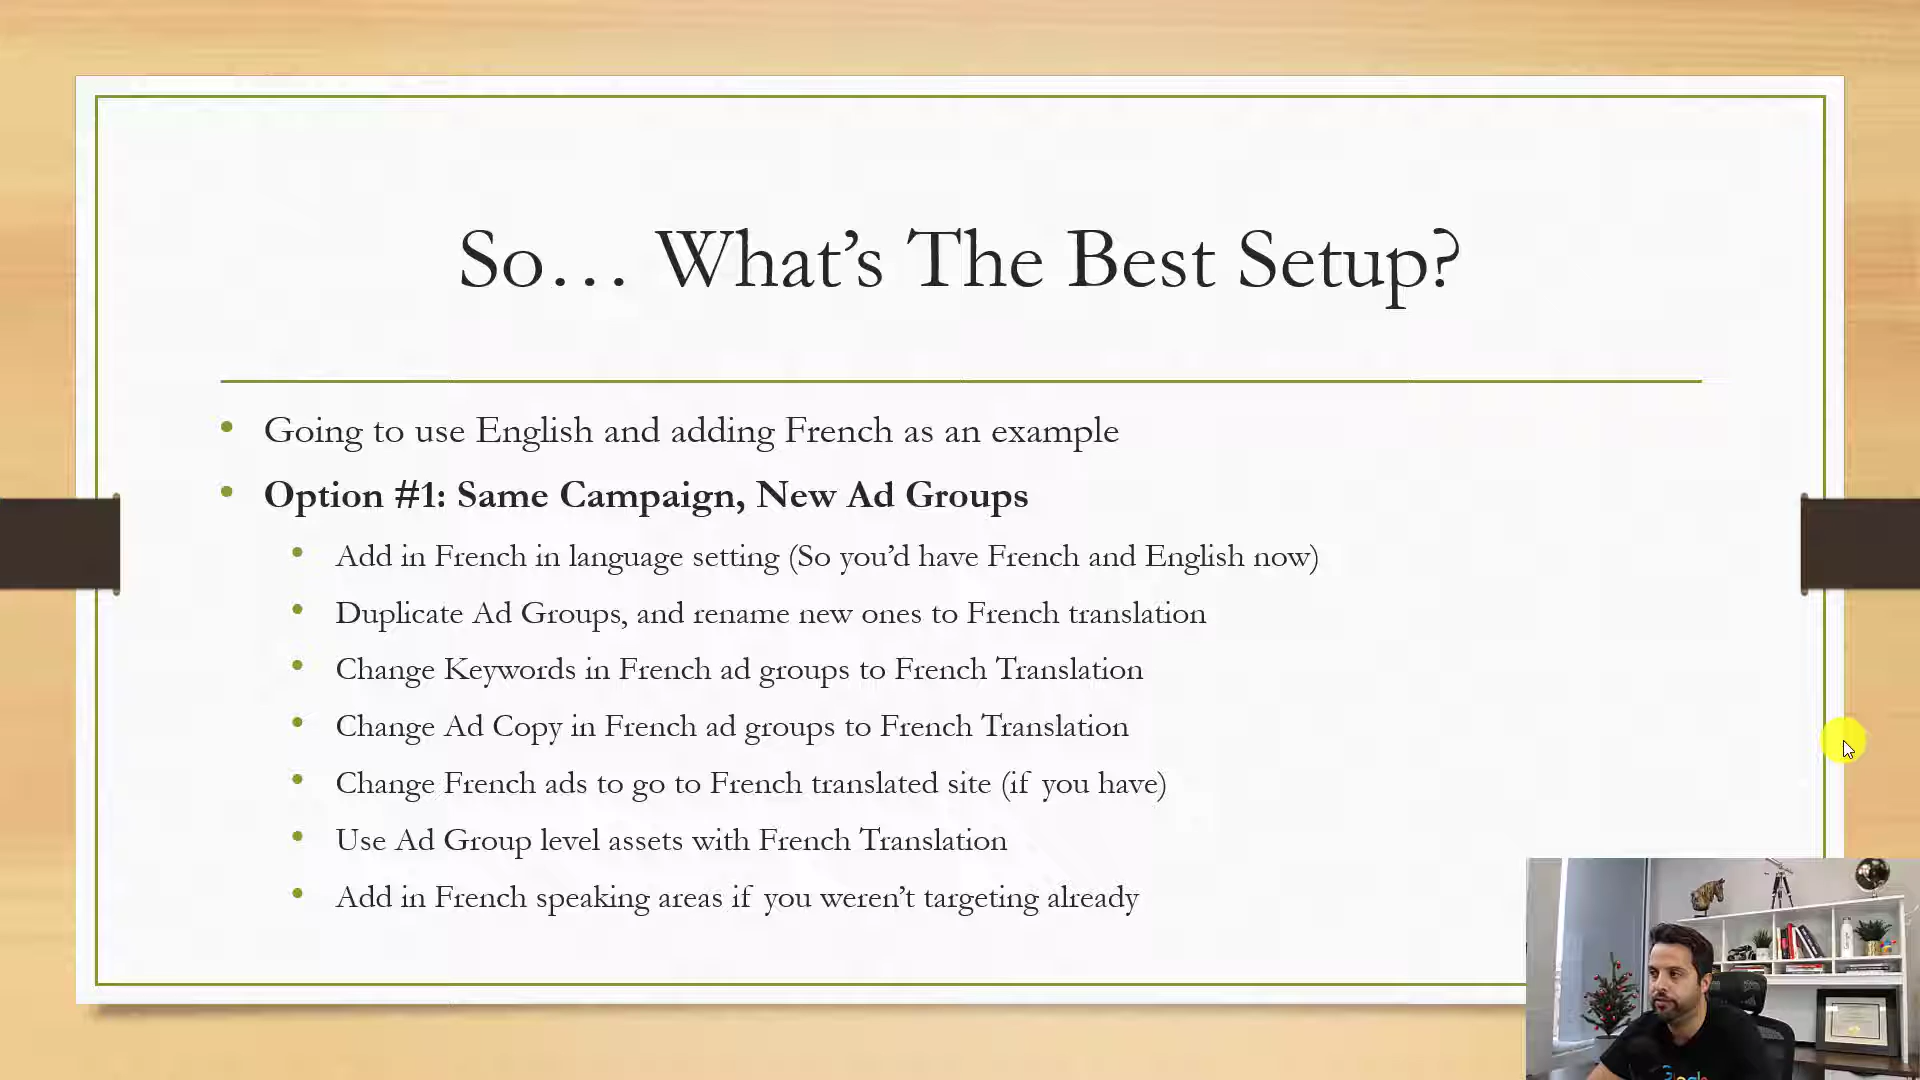 So… What’s The Best Setup?
Going to use English and adding French as an example
Option #1: Same Campaign, New Ad Groups
Add in French in language setting (So you’d have French and English now)
Duplicate Ad Groups, and rename new ones to French translation
Change Keywords in French ad groups to French Translation
Change Ad Copy in French ad groups to French Translation
Change French ads to go to French translated site (if you have)
Use Ad Group level assets with French Translation
Add in French speaking areas if you weren’t targeting already